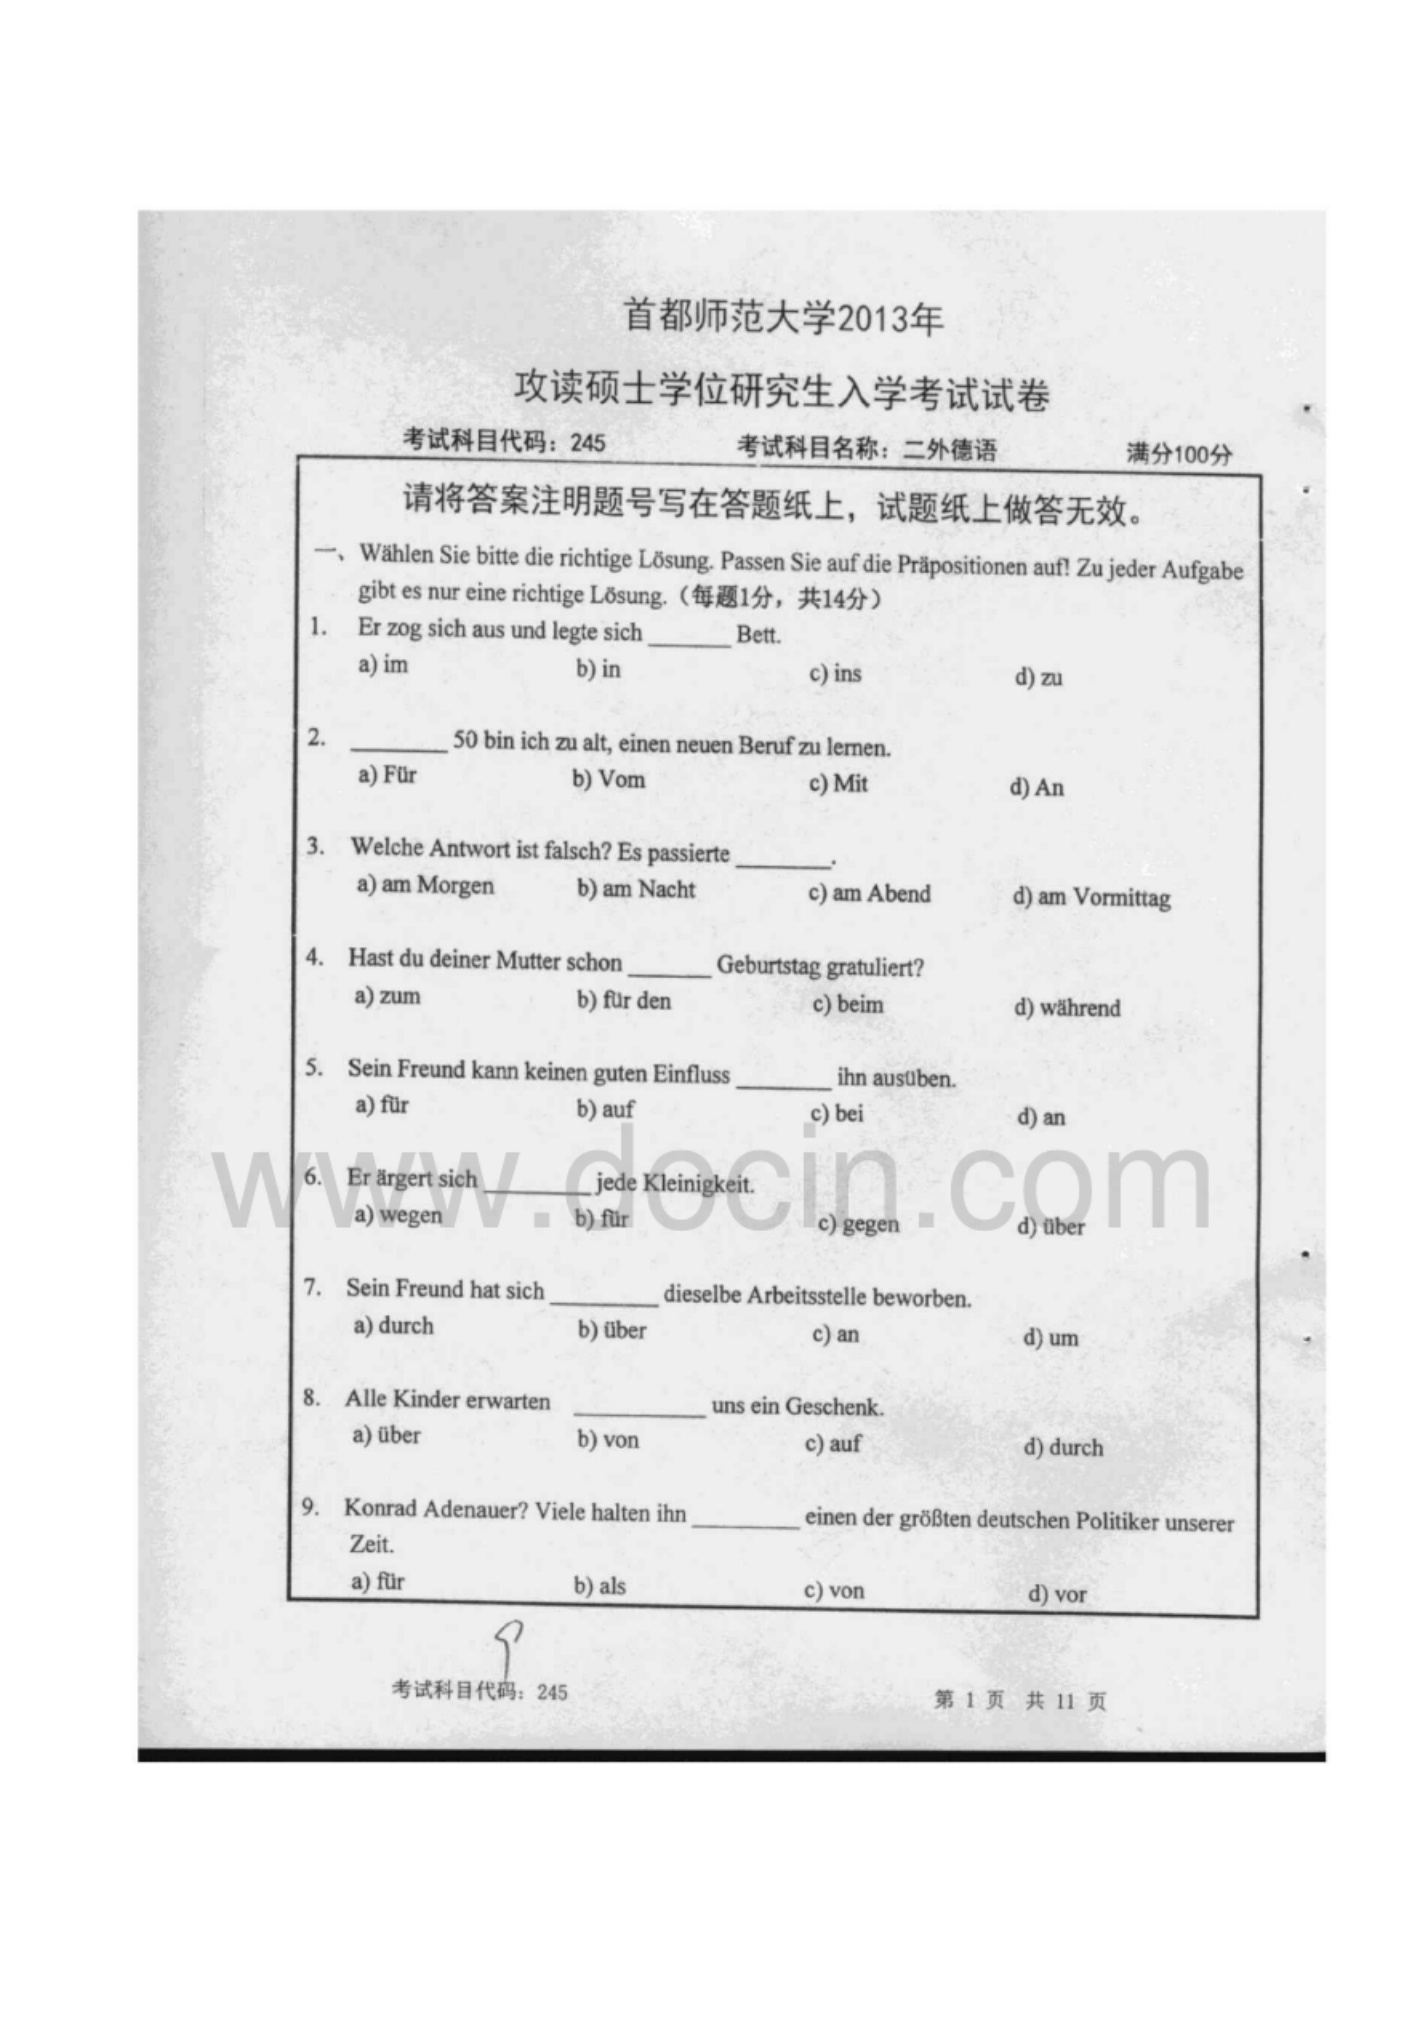 首都师范大学2013年
攻读硕士学位研究生入学考试试卷
考试科目代码：245 考试科目名称：二外德语 满分100分
请将答案注明题号写在答题纸上，试题纸上做答无效。
一、Wählen Sie bitte die richtige Lösung. Passen Sie auf die Präpositionen auf! Zu jeder Aufgabe
gibt es nur eine richtige Lösung.（每题1分，共14分）
1. Er zog sich aus und legte sich ________ Bett.
a) im b) in c) ins d) zu
2. ________ 50 bin ich zu alt, einen neuen Beruf zu lernen.
a) Für b) Vom c) Mit d) An
3. Welche Antwort ist falsch? Es passierte ________.
a) am Morgen b) am Nacht c) am Abend d) am Vormittag
4. Hast du deiner Mutter schon ________ Geburtstag gratuliert?
a) zum b) für den c) beim d) während
5. Sein Freund kann keinen guten Einfluss ________ ihn ausüben.
a) für b) auf c) bei d) an
www.docin.com
6. Er ärgert sich ________ jede Kleinigkeit.
a) wegen b) für c) gegen d) über
7. Sein Freund hat sich ________ dieselbe Arbeitsstelle beworben.
a) durch b) über c) an d) um
8. Alle Kinder erwarten ________ uns ein Geschenk.
a) über b) von c) auf d) durch
9. Konrad Adenauer? Viele halten ihn ________ einen der größten deutschen Politiker unserer
Zeit.
a) für b) als c) von d) vor
考试科目代码：245 第 1 页 共 11 页